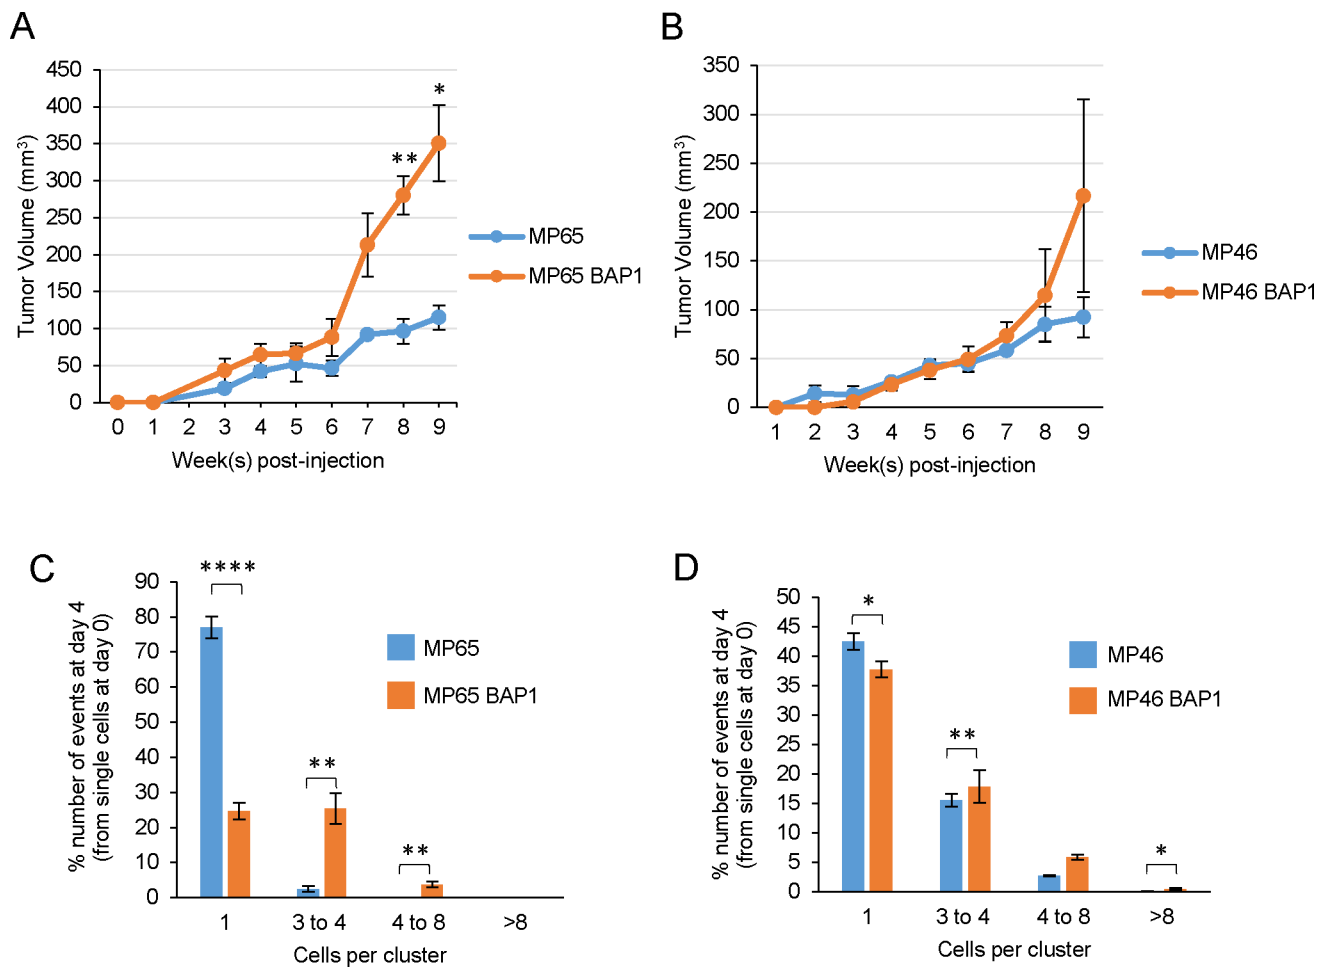 A
450
400
350
300
250
200
150
100
50
0
Tumor Volume (mm³)
*
**
0 1 2 3 4 5 6 7 8 9
Week(s) post-injection
MP65
MP65 BAP1
B
350
300
250
200
150
100
50
0
Tumor Volume (mm³)
1 2 3 4 5 6 7 8 9
Week(s) post-injection
MP46
MP46 BAP1
C
90
80
70
60
50
40
30
20
10
0
% number of events at day 4
(from single cells at day 0)
****
**
**
MP65
MP65 BAP1
1 3 to 4 4 to 8 >8
Cells per cluster
D
50
45
40
35
30
25
20
15
10
5
0
% number of events at day 4
(from single cells at day 0)
*
**
*
MP46
MP46 BAP1
1 3 to 4 4 to 8 >8
Cells per cluster